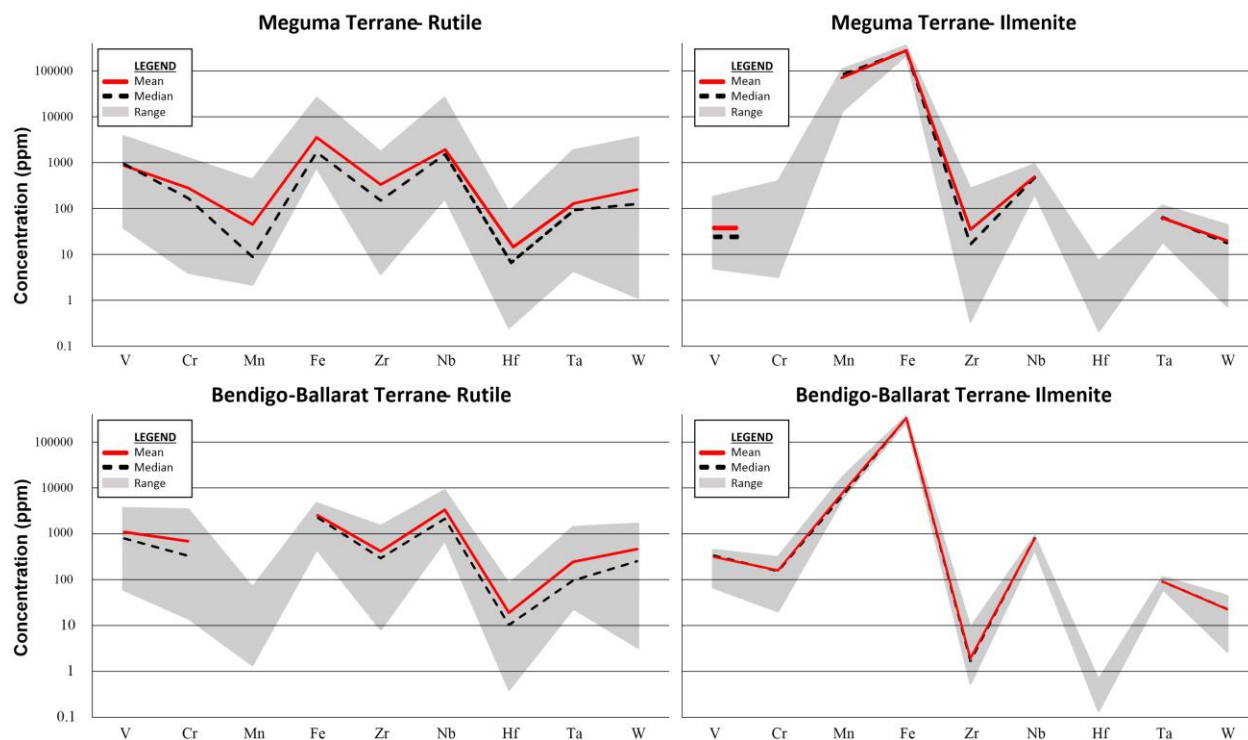 Meguma Terrane- Rutile
Concentration (ppm)
100000
10000
1000
100
10
1
0.1
LEGEND
Mean
Median
Range
V Cr Mn Fe Zr Nb Hf Ta W
Meguma Terrane- Ilmenite
LEGEND
Mean
Median
Range
V Cr Mn Fe Zr Nb Hf Ta W
Bendigo-Ballarat Terrane- Rutile
Concentration (ppm)
100000
10000
1000
100
10
1
0.1
LEGEND
Mean
Median
Range
V Cr Mn Fe Zr Nb Hf Ta W
Bendigo-Ballarat Terrane- Ilmenite
LEGEND
Mean
Median
Range
V Cr Mn Fe Zr Nb Hf Ta W